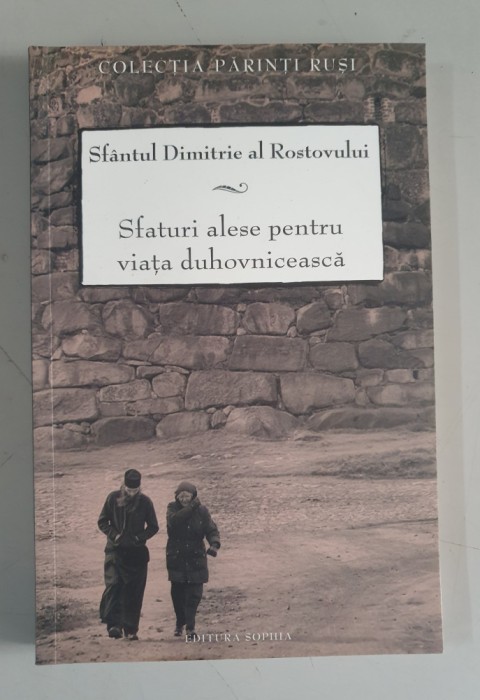 COLECȚIA PĂRINȚI RUȘI
Sfântul Dimitrie al Rostovului
Sfaturi alese pentru
viața duhovnicească
EDITURA SOPHIA